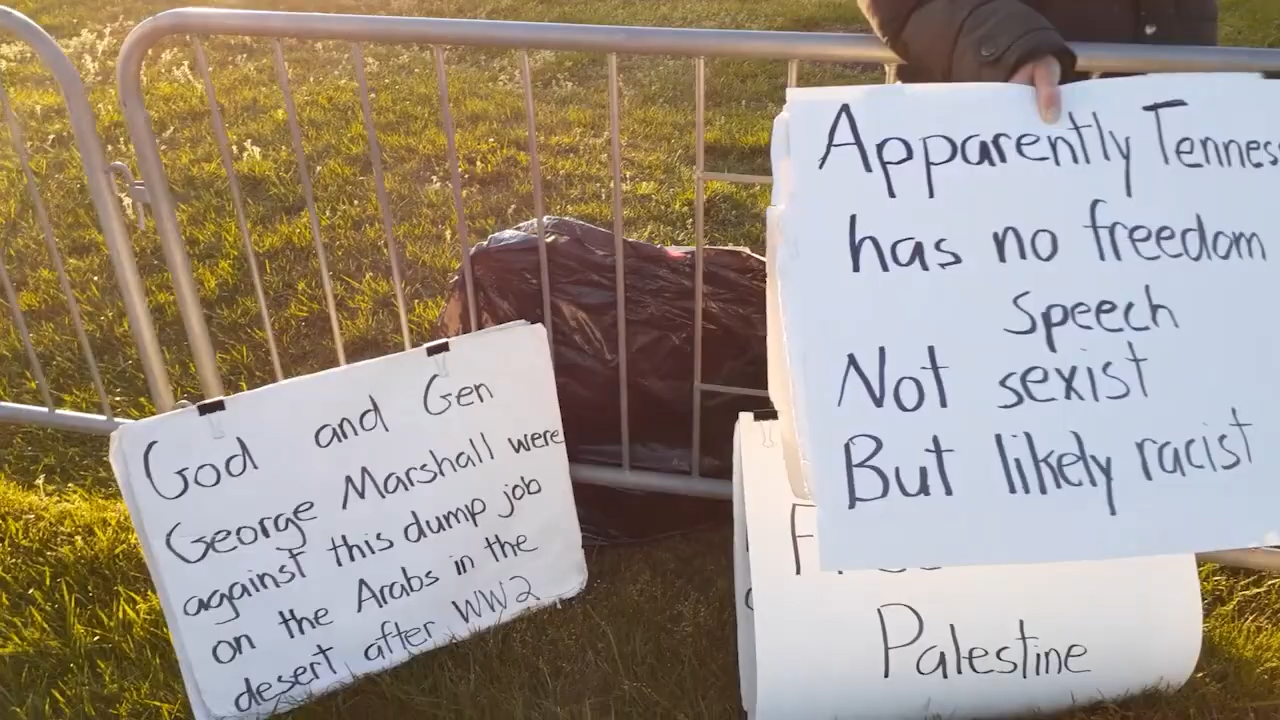 God and Gen
George Marshall were
against this dump job
on the Arabs in the
desert after WW2
Apparently Tennes
has no freedom
Speech
Not sexist
But likely racist
Palestine